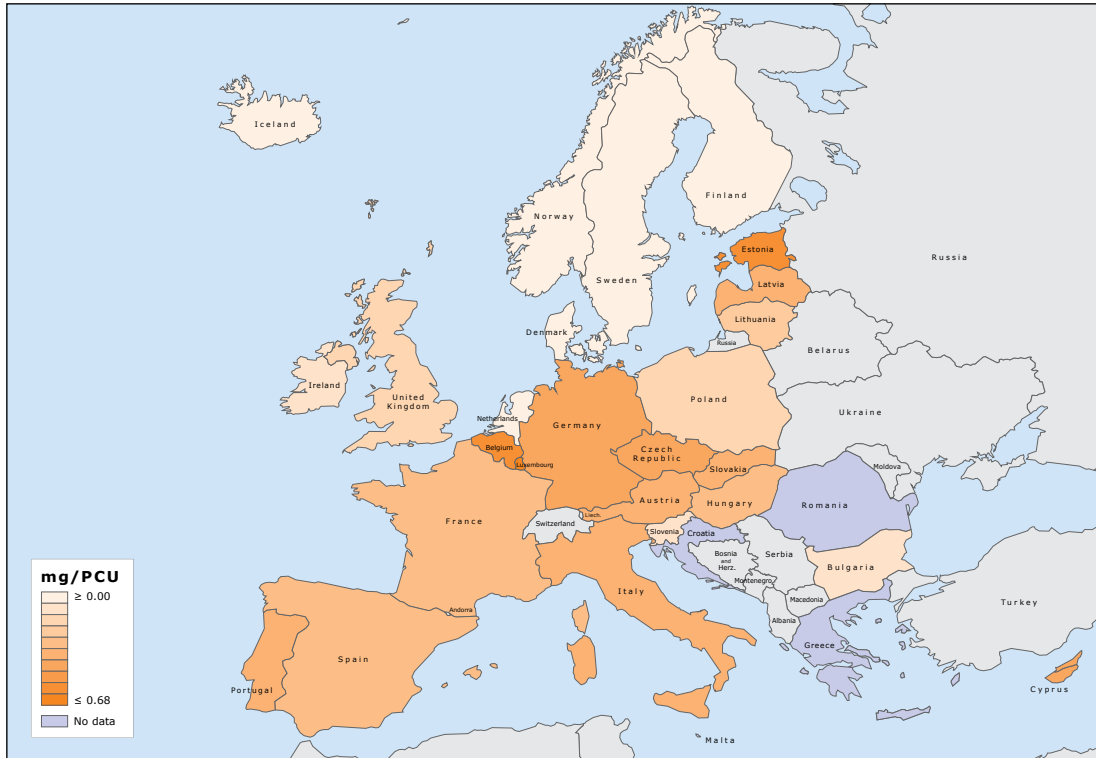 Iceland
Norway
Finland
Sweden
Estonia
Russia
Latvia
Lithuania
Denmark
Russia
Belarus
Ireland
United
Kingdom
Poland
Netherlands
Ukraine
Germany
Belgium
Czech
Republic
Luxembourg
Slovakia
Moldova
Austria
Hungary
Romania
Liech.
France
Switzerland
Slovenia
Croatia
Bosnia
and
Herz.
Serbia
Bulgaria
Montenegro
Italy
Macedonia
Andorra
Albania
Turkey
Greece
Spain
Portugal
Cyprus
Malta
mg/PCU
≥ 0.00
≤ 0.68
No data